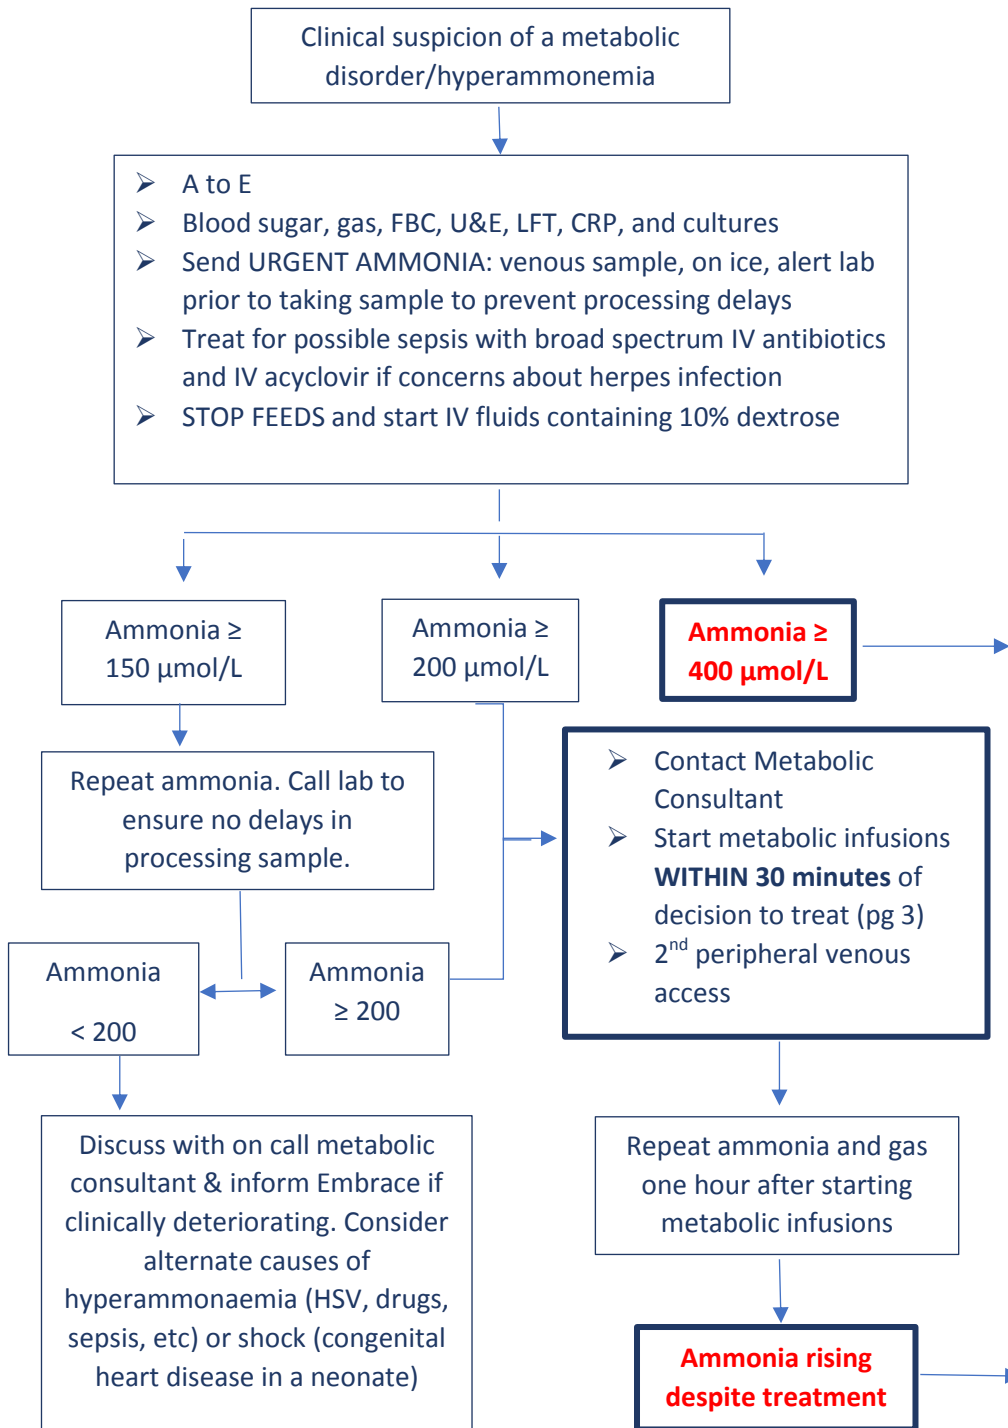 Clinical suspicion of a metabolic
disorder/hyperammonemia
➢ A to E
➢ Blood sugar, gas, FBC, U&E, LFT, CRP, and cultures
➢ Send URGENT AMMONIA: venous sample, on ice, alert lab
prior to taking sample to prevent processing delays
➢ Treat for possible sepsis with broad spectrum IV antibiotics
and IV acyclovir if concerns about herpes infection
➢ STOP FEEDS and start IV fluids containing 10% dextrose
Ammonia ≥
150 µmol/L
Ammonia ≥
200 µmol/L
Ammonia ≥
400 µmol/L
Repeat ammonia. Call lab to
ensure no delays in
processing sample.
➢ Contact Metabolic
Consultant
➢ Start metabolic infusions
WITHIN 30 minutes of
decision to treat (pg 3)
➢ 2nd peripheral venous
access
Ammonia
< 200
Ammonia
≥ 200
Discuss with on call metabolic
consultant & inform Embrace if
clinically deteriorating. Consider
alternate causes of
hyperammonaemia (HSV, drugs,
sepsis, etc) or shock (congenital
heart disease in a neonate)
Repeat ammonia and gas
one hour after starting
metabolic infusions
Ammonia rising
despite treatment